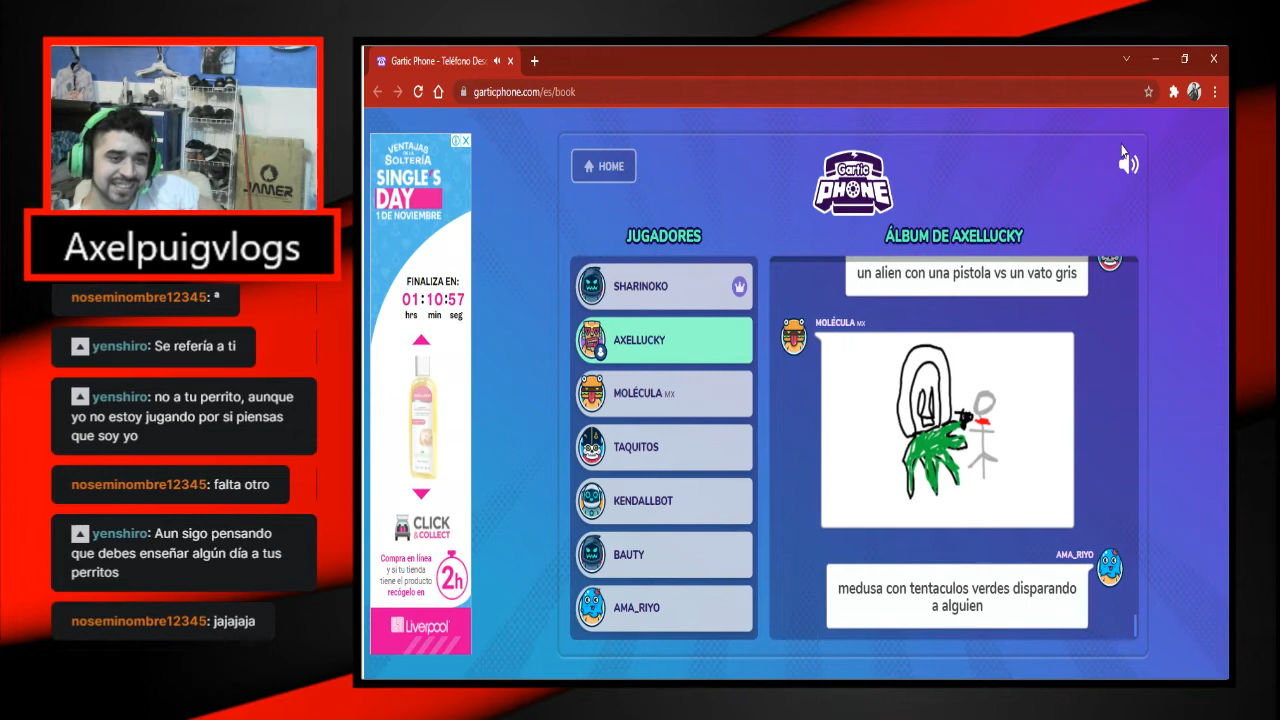 JAMER
Axelpuigvlogs
noseminombre12345: ª
yenshiro: Se refería a ti
yenshiro: no a tu perrito, aunque
yo no estoy jugando por si piensas
que soy yo
noseminombre12345: falta otro
yenshiro: Aun sigo pensando
que debes enseñar algún día a tus
perritos
noseminombre12345: jajajaja
Gartic Phone - Teléfono Des
garticphone.com/es/book
VENTAJAS
DE LA
SOLTERÍA
SINGLE'S
DAY
1 DE NOVIEMBRE
FINALIZA EN:
01:10:57
hrs min seg
CLICK
&COLLECT
Compra en línea
y si tu tienda
tiene el producto
recógelo en
2h
Liverpool
HOME
Gartic
PHONE
JUGADORES
SHARINOKO
AXELLUCKY
MOLÉCULA MX
TAQUITOS
KENDALLBOT
BAUTY
AMA_RIYO
ÁLBUM DE AXELLUCKY
un alien con una pistola vs un vato gris
MOLÉCULA MX
AMA_RIYO
medusa con tentaculos verdes disparando
a alguien